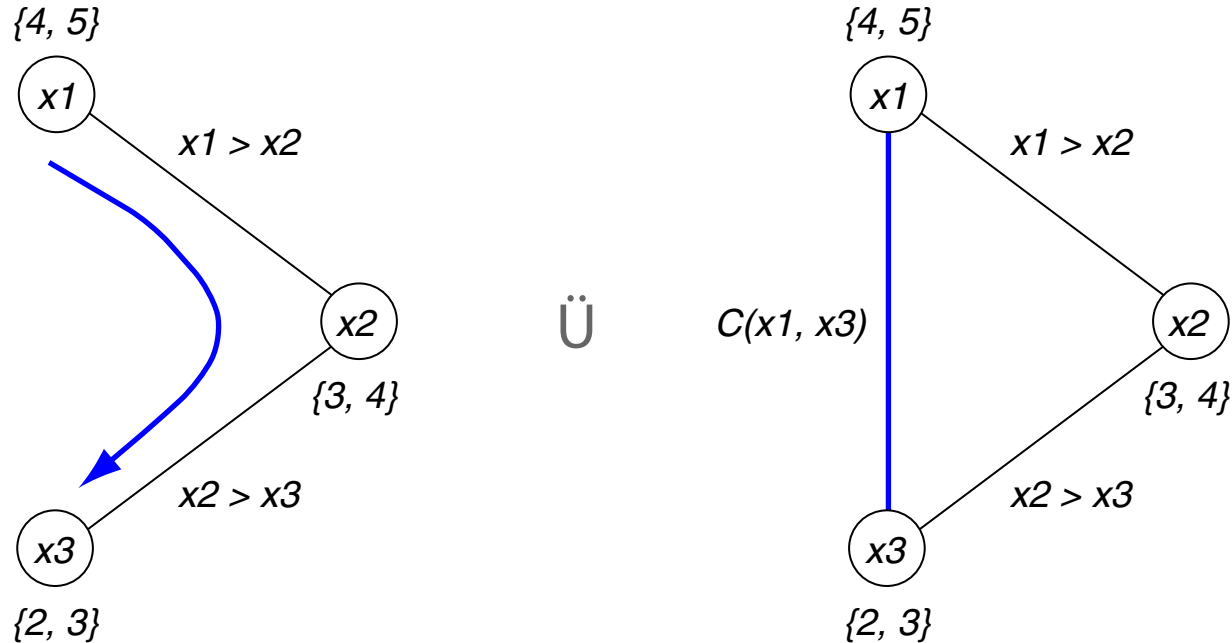 {4, 5}
x1
x1 > x2
x2
{3, 4}
x2 > x3
x3
{2, 3}
Ü
{4, 5}
x1
x1 > x2
C(x1, x3)
x2
{3, 4}
x2 > x3
x3
{2, 3}